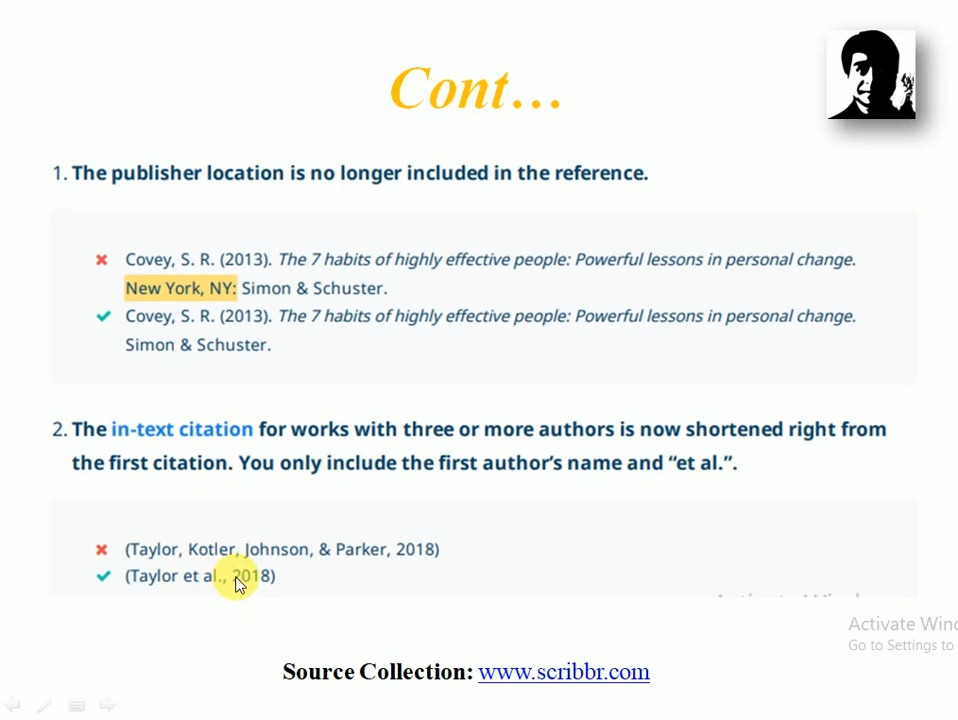 Cont…
1. The publisher location is no longer included in the reference.
Covey, S. R. (2013). The 7 habits of highly effective people: Powerful lessons in personal change.
New York, NY: Simon & Schuster.
Covey, S. R. (2013). The 7 habits of highly effective people: Powerful lessons in personal change.
Simon & Schuster.
2. The in-text citation for works with three or more authors is now shortened right from
the first citation. You only include the first author’s name and “et al.”.
(Taylor, Kotler, Johnson, & Parker, 2018)
(Taylor et al., 2018)
Activate Wind
Go to Settings to
Source Collection: www.scribbr.com